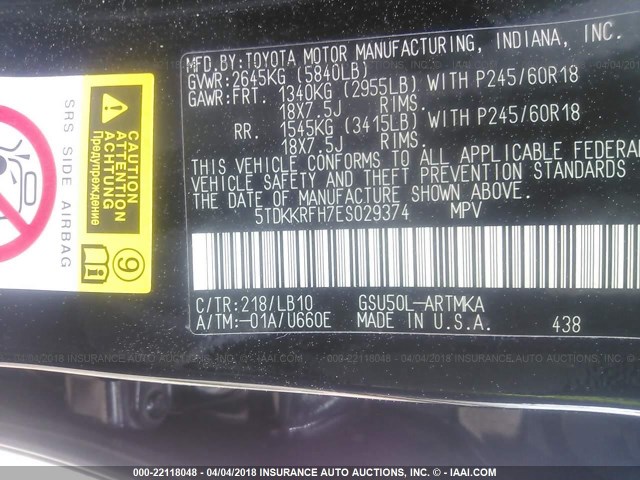 MFD.BY:TOYOTA MOTOR MANUFACTURING, INDIANA, INC.
GVWR:2645KG (5840LB)
GAWR:FRT. 1340KG (2955LB) WITH P245/60R18
18X7.5J RIMS.
RR. 1545KG (3415LB) WITH P245/60R18
18X7.5J RIMS.
THIS VEHICLE CONFORMS TO ALL APPLICABLE FEDERAL
VEHICLE SAFETY AND THEFT PREVENTION STANDARDS
THE DATE OF MANUFACTURE SHOWN ABOVE.
5TDKKRFH7ES029374 MPV
C/TR:218/LB10 GSU50L-ARTMKA
A/TM:-01A/U660E MADE IN U.S.A. 438
SRS SIDE AIRBAG
CAUTION
ATTENTION
Предупреждение
9
000-22118048 - 04/04/2018 INSURANCE AUTO AUCTIONS, INC. - IAAI.COM